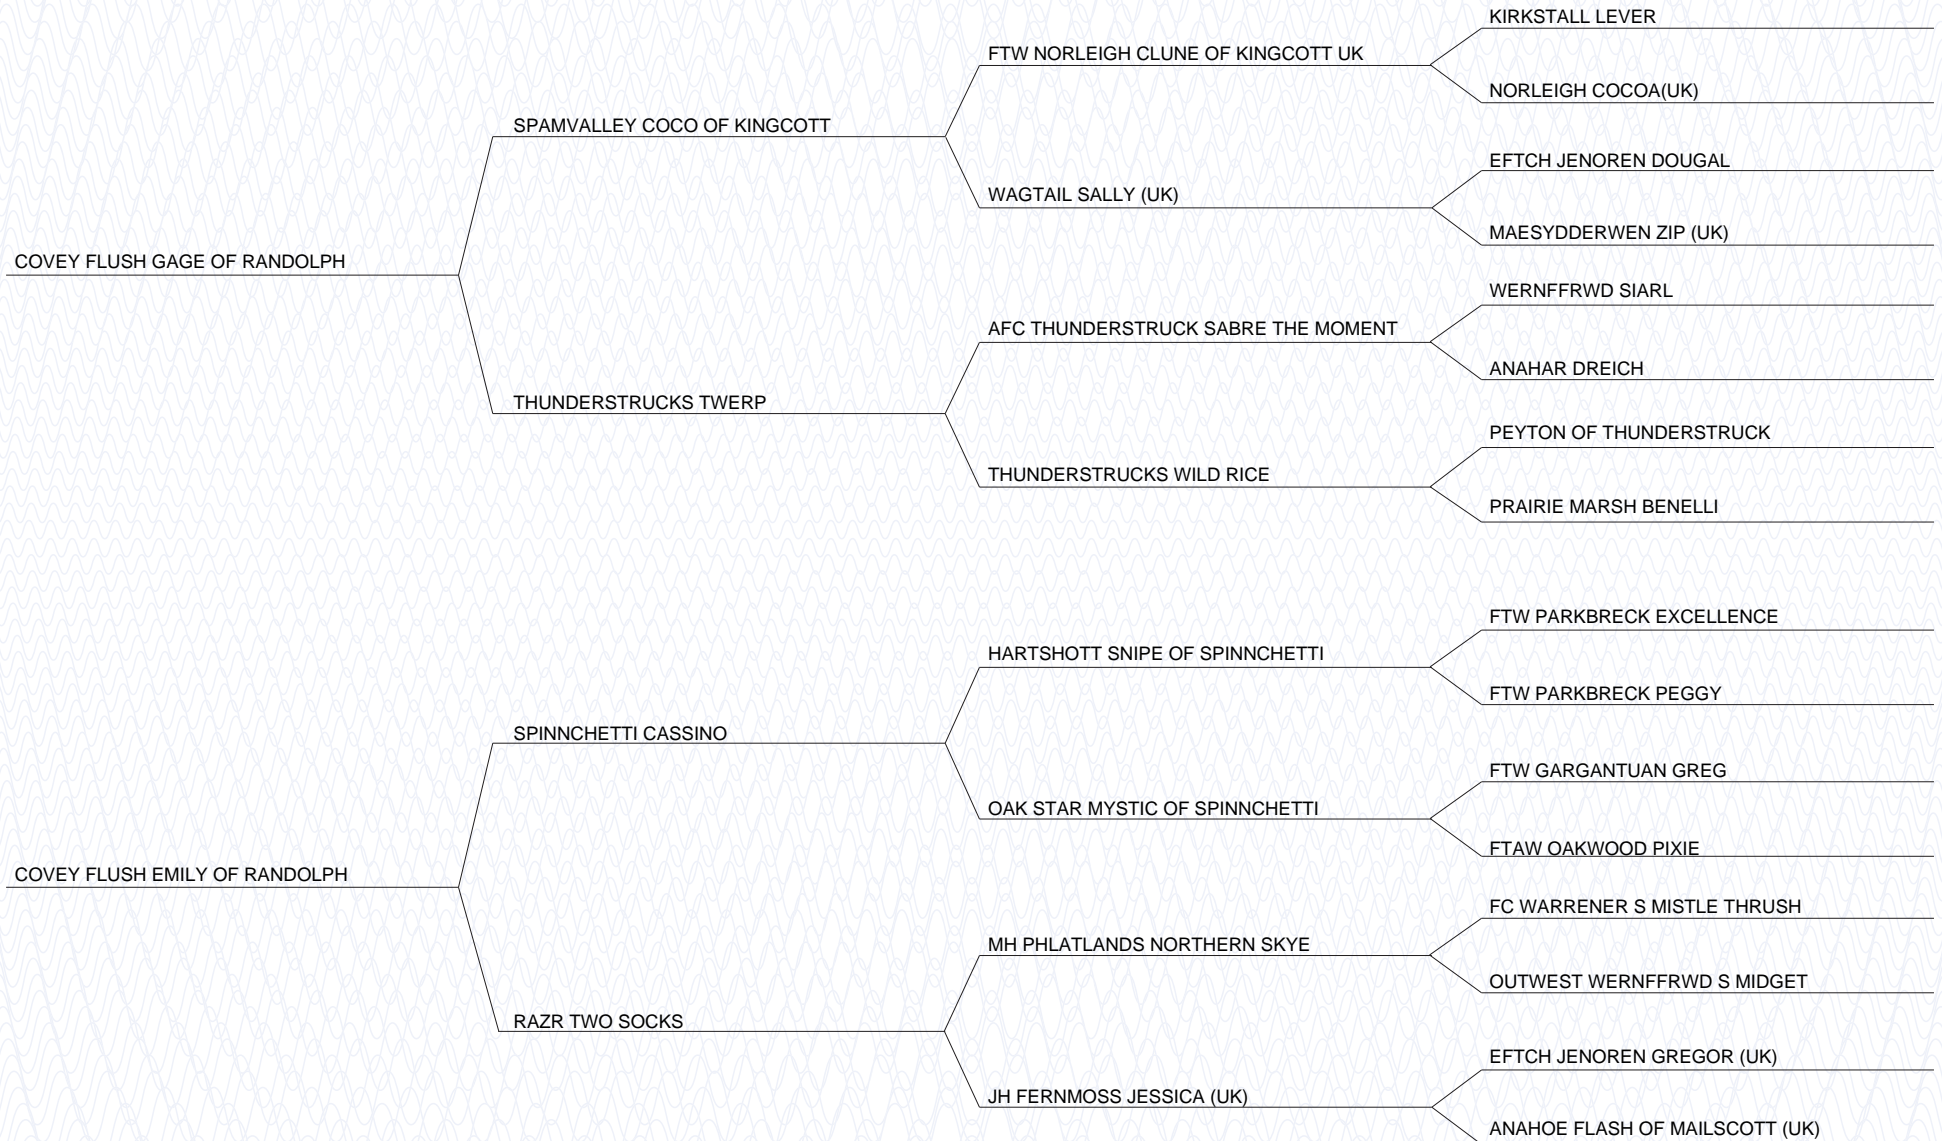 KIRKSTALL LEVER
FTW NORLEIGH CLUNE OF KINGCOTT UK
NORLEIGH COCOA(UK)
SPAMVALLEY COCO OF KINGCOTT
EFTCH JENOREN DOUGAL
WAGTAIL SALLY (UK)
MAESYDDERWEN ZIP (UK)
COVEY FLUSH GAGE OF RANDOLPH
WERNFFRWD SIARL
AFC THUNDERSTRUCK SABRE THE MOMENT
ANAHAR DREICH
THUNDERSTRUCKS TWERP
PEYTON OF THUNDERSTRUCK
THUNDERSTRUCKS WILD RICE
PRAIRIE MARSH BENELLI
FTW PARKBRECK EXCELLENCE
HARTSHOTT SNIPE OF SPINNCHETTI
FTW PARKBRECK PEGGY
SPINNCHETTI CASSINO
FTW GARGANTUAN GREG
OAK STAR MYSTIC OF SPINNCHETTI
FTAW OAKWOOD PIXIE
COVEY FLUSH EMILY OF RANDOLPH
FC WARRENER S MISTLE THRUSH
MH PHLATLANDS NORTHERN SKYE
OUTWEST WERNFFRWD S MIDGET
RAZR TWO SOCKS
EFTCH JENOREN GREGOR (UK)
JH FERNMOSS JESSICA (UK)
ANAHOE FLASH OF MAILSCOTT (UK)